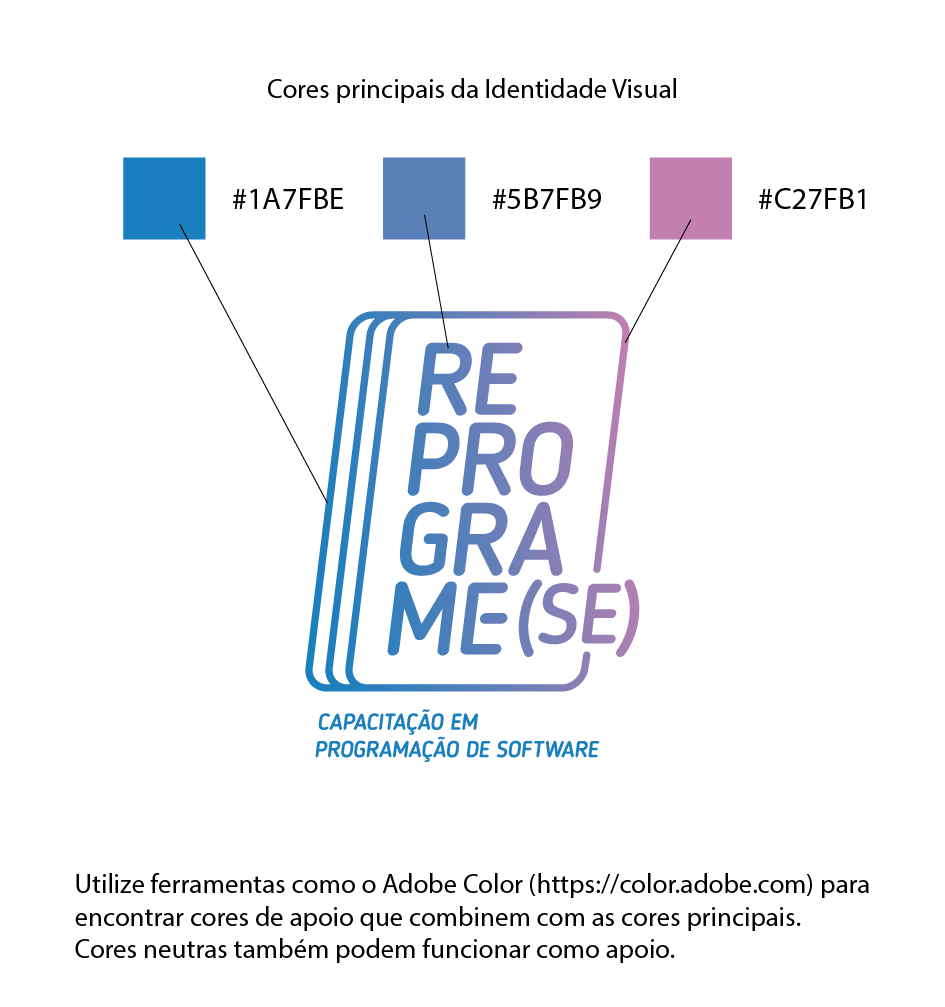 Cores principais da Identidade Visual
#1A7FBE
#5B7FB9
#C27FB1
RE
PRO
GRA
ME(SE)
CAPACITAÇÃO EM
PROGRAMAÇÃO DE SOFTWARE
Utilize ferramentas como o Adobe Color (https://color.adobe.com) para
encontrar cores de apoio que combinem com as cores principais.
Cores neutras também podem funcionar como apoio.